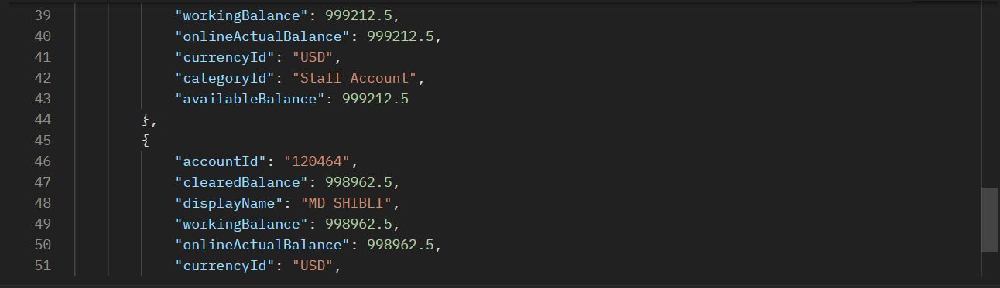 39 "workingBalance": 999212.5,
40 "onlineActualBalance": 999212.5,
41 "currencyId": "USD",
42 "categoryId": "Staff Account",
43 "availableBalance": 999212.5
44 },
45 {
46 "accountId": "120464",
47 "clearedBalance": 998962.5,
48 "displayName": "MD SHIBLI",
49 "workingBalance": 998962.5,
50 "onlineActualBalance": 998962.5,
51 "currencyId": "USD",